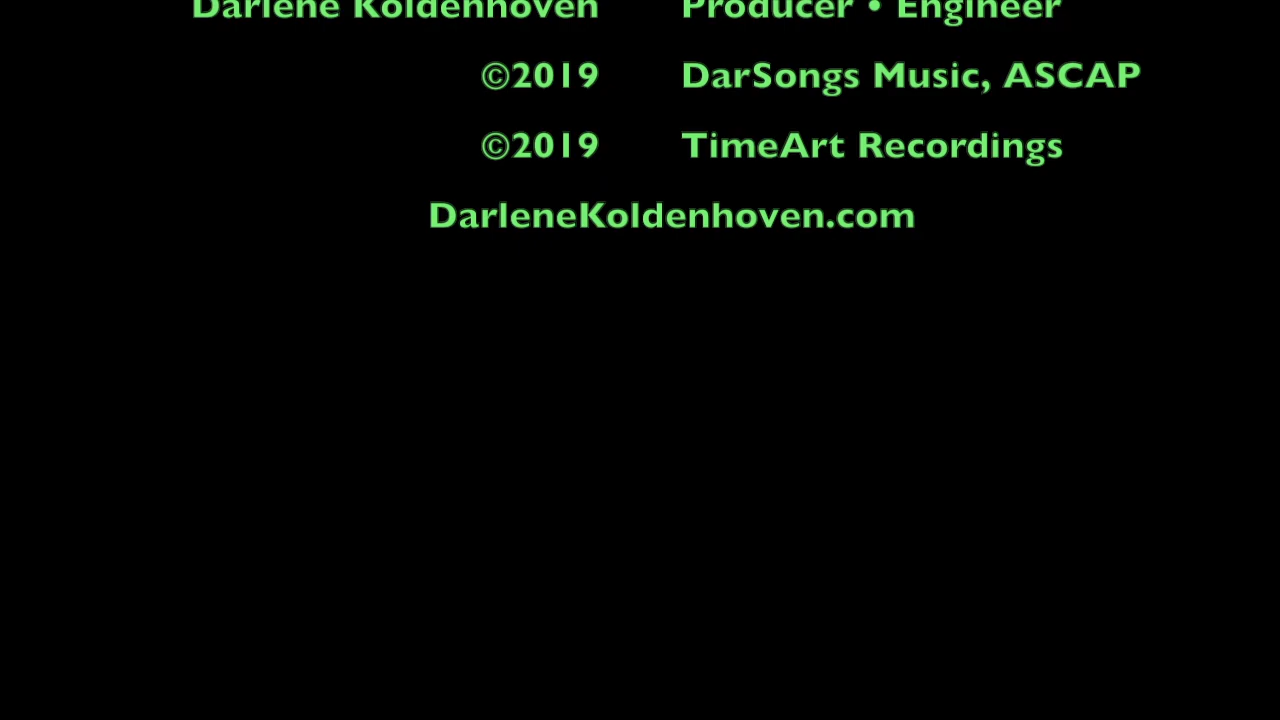 Darlene Koldenhoven Producer • Engineer
©2019 DarSongs Music, ASCAP
©2019 TimeArt Recordings
DarleneKoldenhoven.com